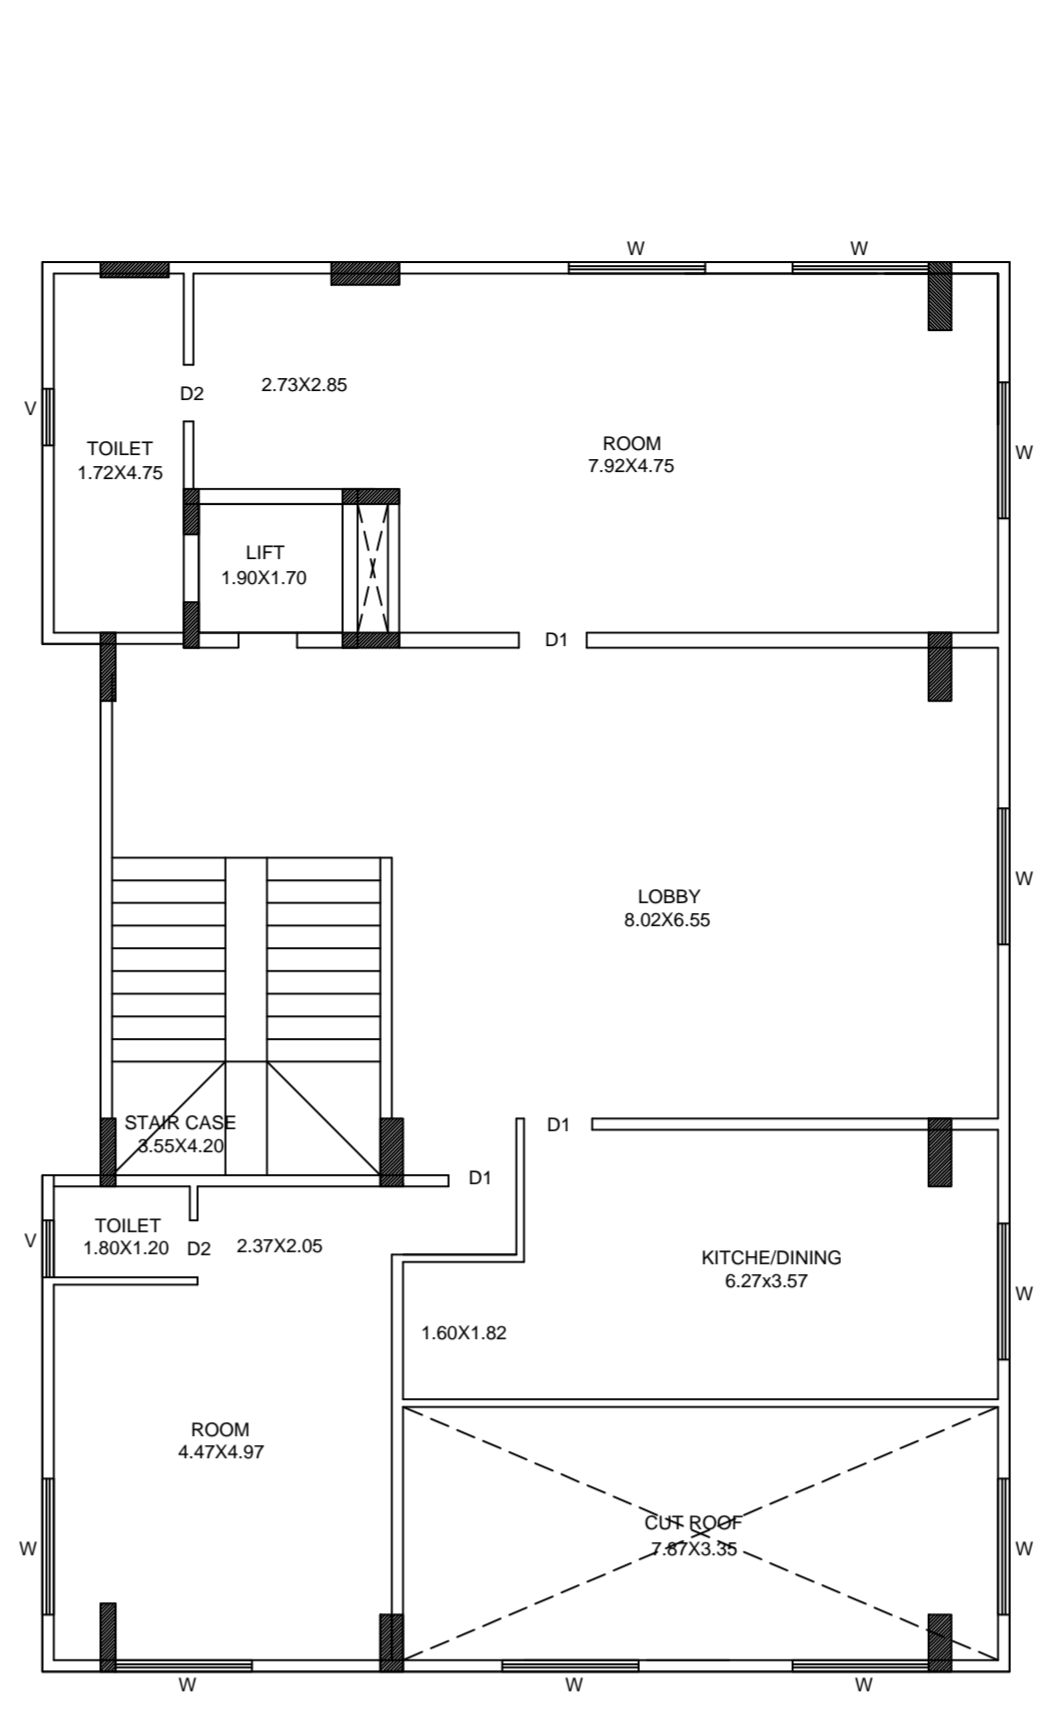 W
W
2.73X2.85
D2
V
TOILET
1.72X4.75
ROOM
7.92X4.75
W
LIFT
1.90X1.70
D1
W
LOBBY
8.02X6.55
STAIR CASE
3.55X4.20
D1
D1
TOILET
1.80X1.20
V
D2
2.37X2.05
KITCHE/DINING
6.27x3.57
W
1.60X1.82
ROOM
4.47X4.97
CUT ROOF
7.87X3.35
W
W
W
W
W